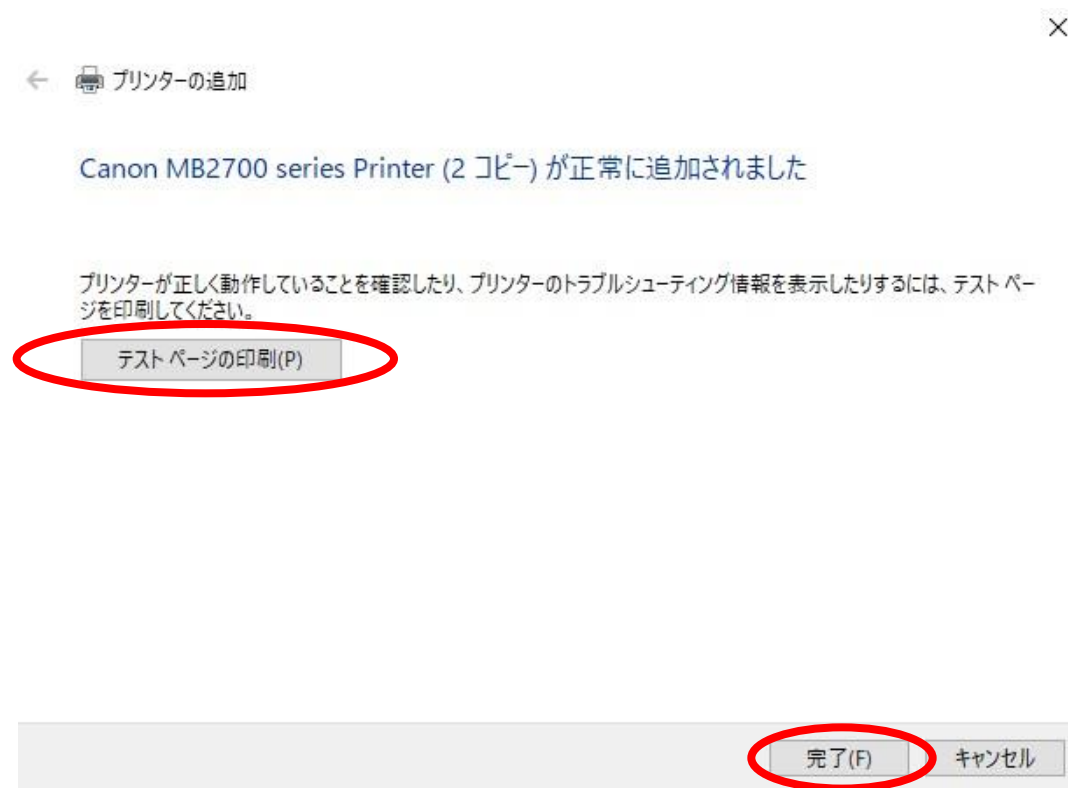 プリンターの追加
Canon MB2700 series Printer (2 コピー) が正常に追加されました
プリンターが正しく動作していることを確認したり、プリンターのトラブルシューティング情報を表示したりするには、テスト ペー
ジを印刷してください。
テスト ページの印刷(P)
完了(F)
キャンセル